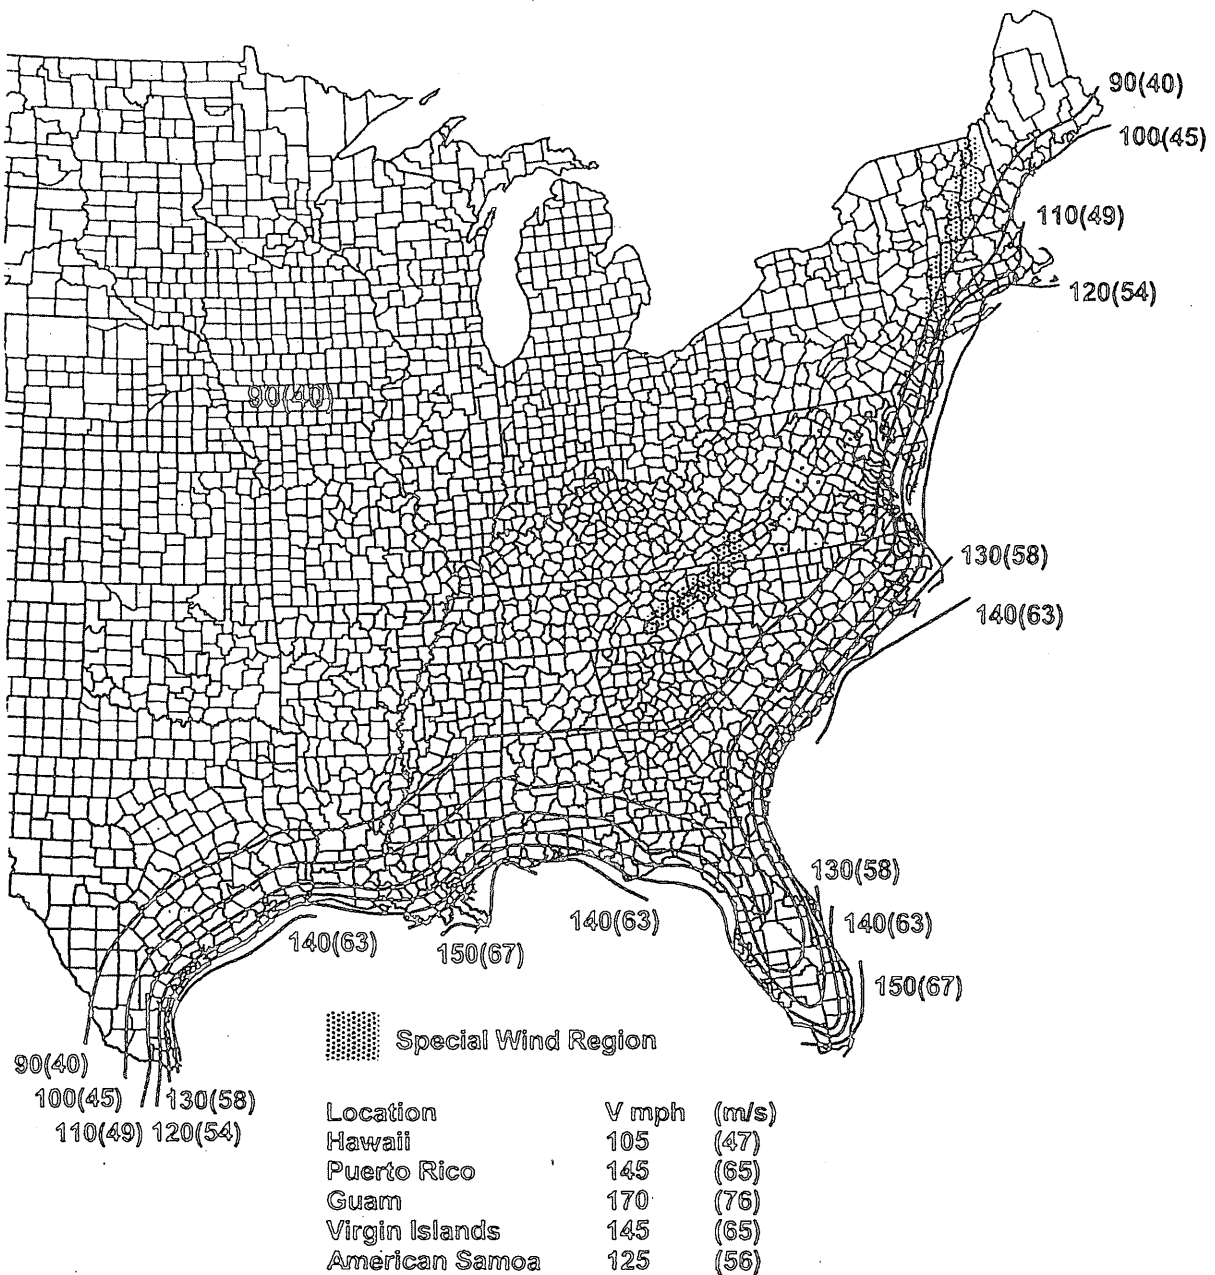 90(40)
100(45)
110(49)
120(54)
90(40)
130(58)
140(63)
130(58)
140(63)
140(63)
140(63)
150(67)
150(67)
Special Wind Region
90(40)
100(45) 130(58)
110(49) 120(54)
Location V mph (m/s)
Hawaii 105 (47)
Puerto Rico 145 (65)
Guam 170 (76)
Virgin Islands 145 (65)
American Samoa 125 (56)